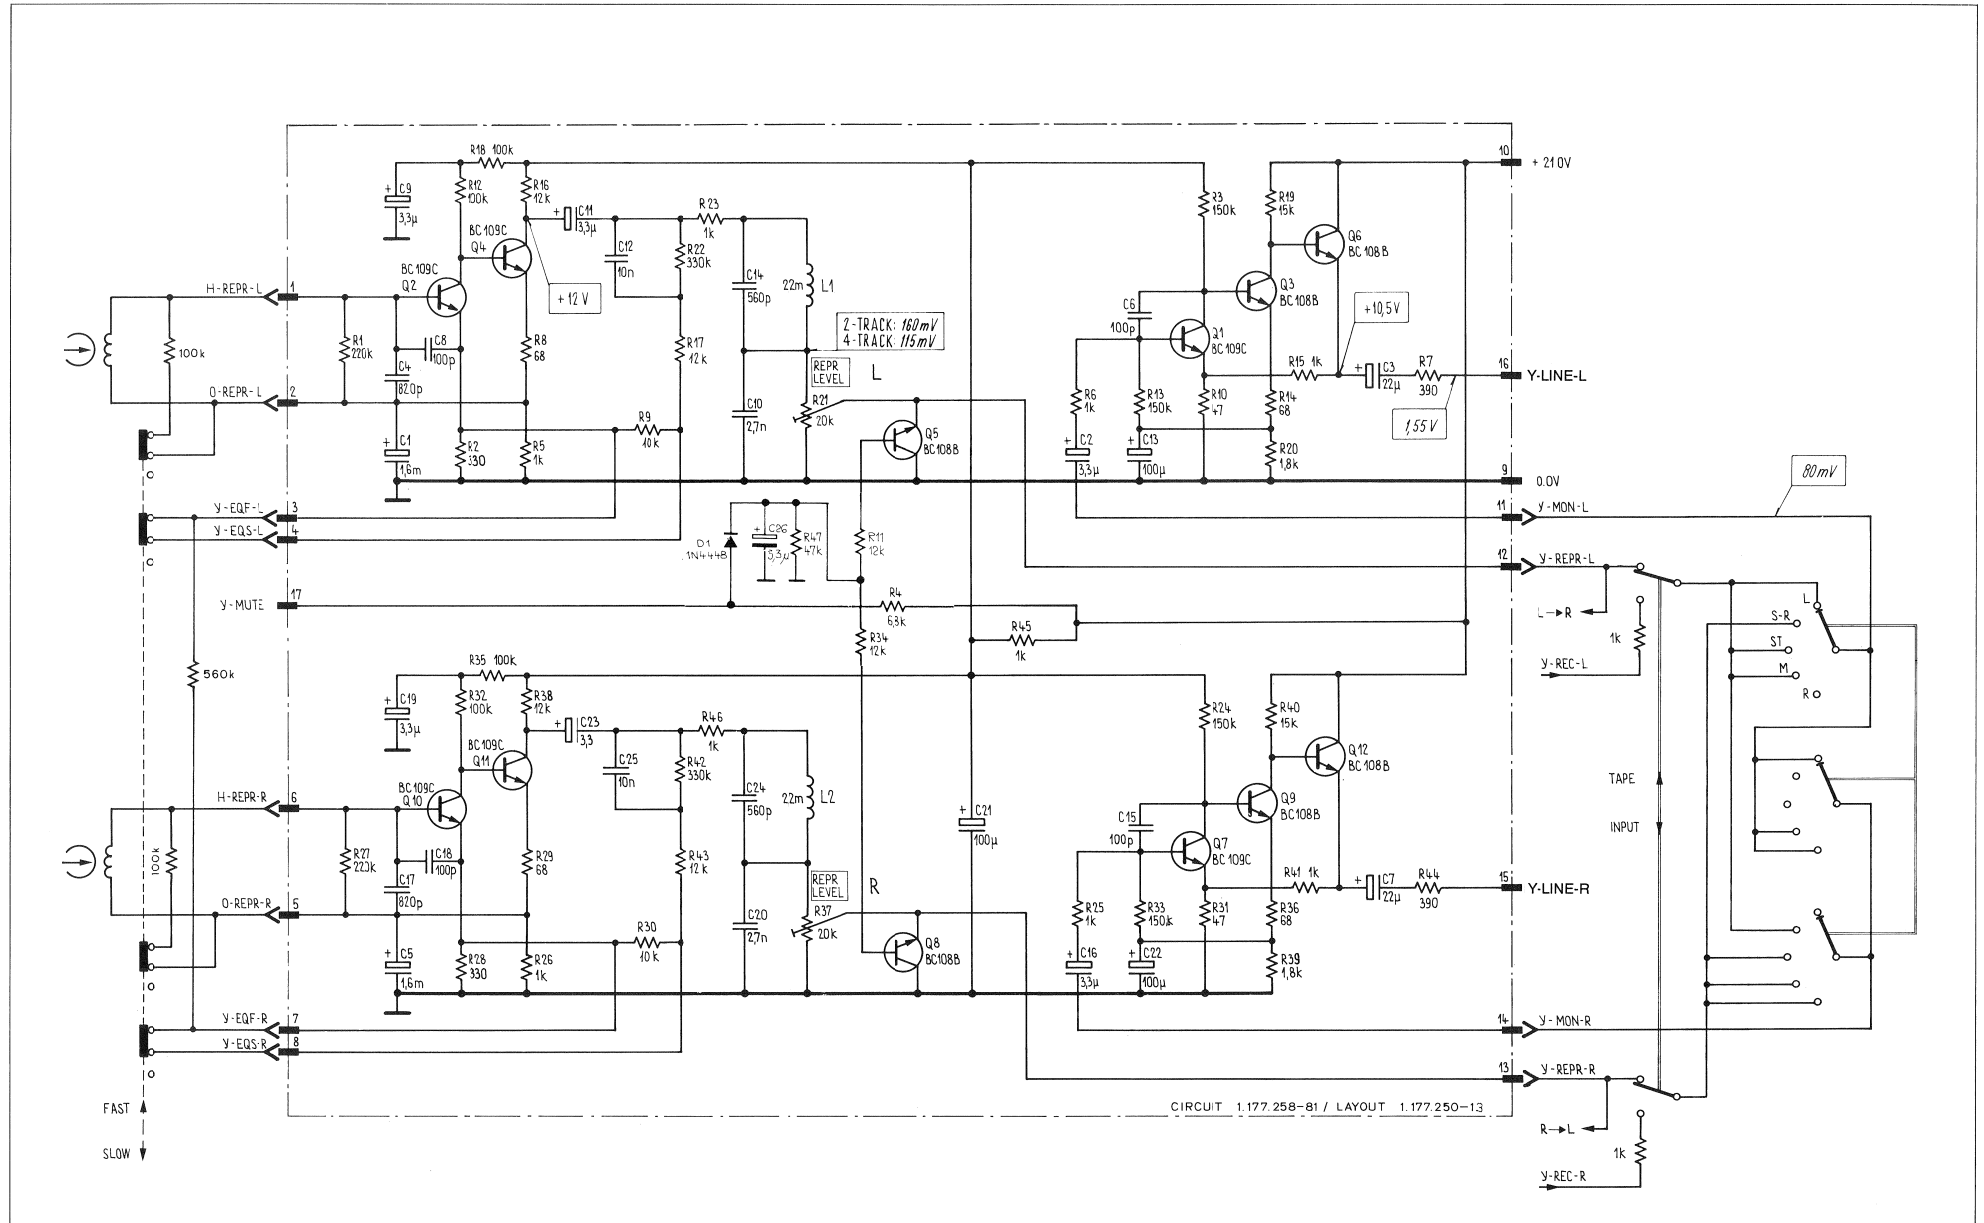 R18 100k
10
+ 21.0V
+
C9
3,3µ
R12
100k
R16
12k
+
C11
3,3µ
R23
1k
R3
150k
R19
15k
BC109C
Q4
C12
10n
R22
330k
Q6
BC108B
BC109C
Q2
C14
560p
22m
L1
Q3
BC108B
H-REPR-L
1
+12 V
C6
100p
+10,5V
2-TRACK: 160mV
4-TRACK: 115mV
100k
R1
220k
C8
100p
C4
820p
R8
68
R17
12k
Q1
BC109C
REPR
LEVEL
L
R15 1k
+
C3
22µ
R7
390
16
Y-LINE-L
O-REPR-L
2
R6
1k
R13
150k
R10
47
R14
68
C10
2,7n
R21
20k
1,55V
+
C1
1,6m
R2
330
R5
1k
R9
10k
Q5
BC108B
+
C2
3,3µ
+
C13
100µ
R20
1,8k
9
0.0V
80mV
Y-EQF-L
3
Y-EQS-L
4
11
Y-MON-L
D1
1N4448
+
C26
3,3µ
R47
47k
R11
12k
12
Y-REPR-L
Y-MUTE
17
R4
6,8k
L→R
L
S-R
R45
1k
R34
12k
1k
ST
M
R
Y-REC-L
560k
R35 100k
+
C19
3,3µ
R32
100k
R38
12k
+
C23
3,3
R46
1k
R24
150k
R40
15k
BC109C
Q11
C25
10n
R42
330k
Q12
BC108B
BC109C
Q10
C24
560p
22m
L2
Q9
BC108B
TAPE
H-REPR-R
6
+
C21
100µ
C15
100p
INPUT
100k
R27
220k
C18
100p
C17
820p
R29
68
R43
12k
Q7
BC109C
REPR
LEVEL
R
R41 1k
+
C7
22µ
R44
390
15
Y-LINE-R
O-REPR-R
5
R25
1k
R33
150k
R31
47
R36
68
C20
2,7n
R37
20k
+
C5
1,6m
R28
330
R26
1k
R30
10k
Q8
BC108B
+
C16
3,3µ
+
C22
100µ
R39
1,8k
Y-EQF-R
7
Y-EQS-R
8
14
Y-MON-R
13
Y-REPR-R
FAST
CIRCUIT 1.177.258-81 / LAYOUT 1.177.250-13
R→L
SLOW
1k
Y-REC-R